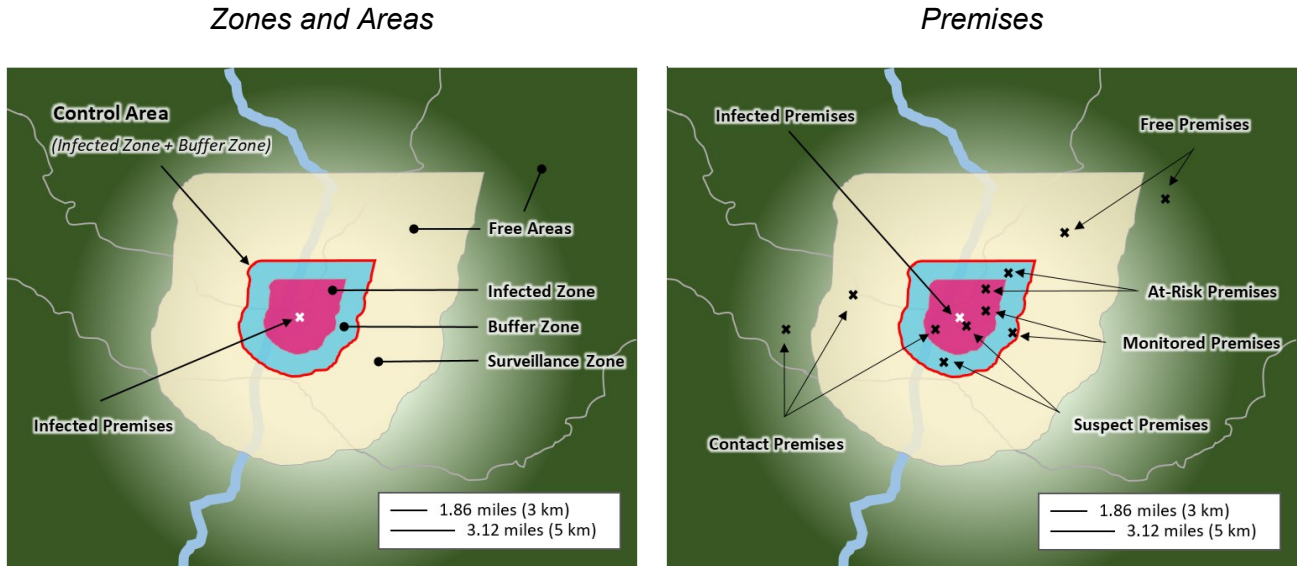 Zones and Areas
Control Area
(Infected Zone + Buffer Zone)
Free Areas
Infected Zone
Buffer Zone
Surveillance Zone
Infected Premises
1.86 miles (3 km)
3.12 miles (5 km)
Premises
Infected Premises
Free Premises
At-Risk Premises
Monitored Premises
Suspect Premises
Contact Premises
1.86 miles (3 km)
3.12 miles (5 km)